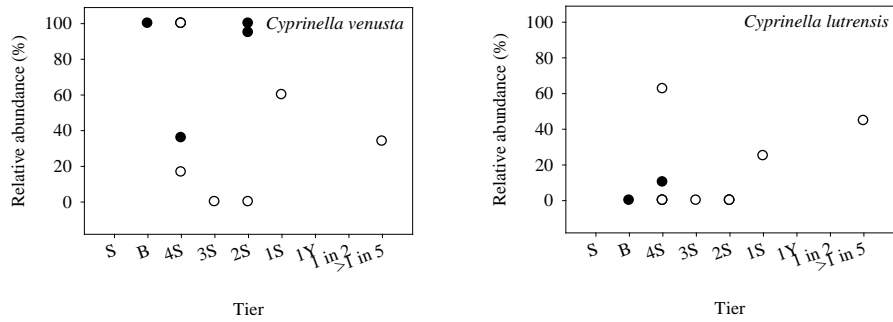 100
80
60
40
20
0
Relative abundance (%)
Cyprinella venusta
S
B
4S
3S
2S
1S
1Y
1 in 2
>1 in 5
Tier
100
80
60
40
20
0
Relative abundance (%)
Cyprinella lutrensis
S
B
4S
3S
2S
1S
1Y
1 in 2
>1 in 5
Tier